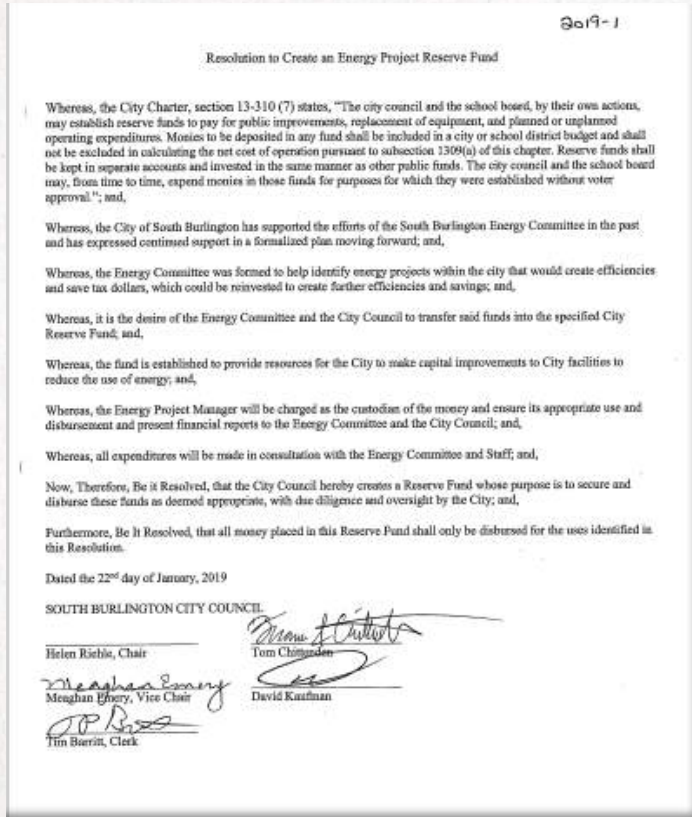 2019-1
Resolution to Create an Energy Project Reserve Fund
Whereas, the City Charter, section 13-310 (7) states, “The city council and the school board, by their own actions,
may establish reserve funds to pay for public improvements, replacement of equipment, and planned or unplanned
operating expenditures. Monies to be deposited in any fund shall be included in a city or school district budget and shall
not be excluded in calculating the net cost of operation pursuant to subsection 1309(a) of this chapter. Reserve funds shall
be kept in separate accounts and invested in the same manner as other public funds. The city council and the school board
may, from time to time, expend monies in those funds for purposes for which they were established without voter
approval.”; and,
Whereas, the City of South Burlington has supported the efforts of the South Burlington Energy Committee in the past
and has expressed continued support in a formalized plan moving forward; and,
Whereas, the Energy Committee was formed to help identify energy projects within the city that would create efficiencies
and save tax dollars, which could be reinvested to create further efficiencies and savings; and,
Whereas, it is the desire of the Energy Committee and the City Council to transfer said funds into the specified City
Reserve Fund; and,
Whereas, the fund is established to provide resources for the City to make capital improvements to City facilities to
reduce the use of energy; and,
Whereas, the Energy Project Manager will be charged as the custodian of the money and ensure its appropriate use and
disbursement and present financial reports to the Energy Committee and the City Council; and,
Whereas, all expenditures will be made in consultation with the Energy Committee and Staff; and,
Now, Therefore, Be it Resolved, that the City Council hereby creates a Reserve Fund whose purpose is to secure and
disburse these funds as deemed appropriate, with due diligence and oversight by the City; and,
Furthermore, Be It Resolved, that all money placed in this Reserve Fund shall only be disbursed for the uses identified in
this Resolution.
Dated the 22nd day of January, 2019
SOUTH BURLINGTON CITY COUNCIL
Helen Riehle, Chair
Tom Chittenden
Meaghan Emery
Meaghan Emery, Vice Chair
David Kaufman
Tim Barritt, Clerk